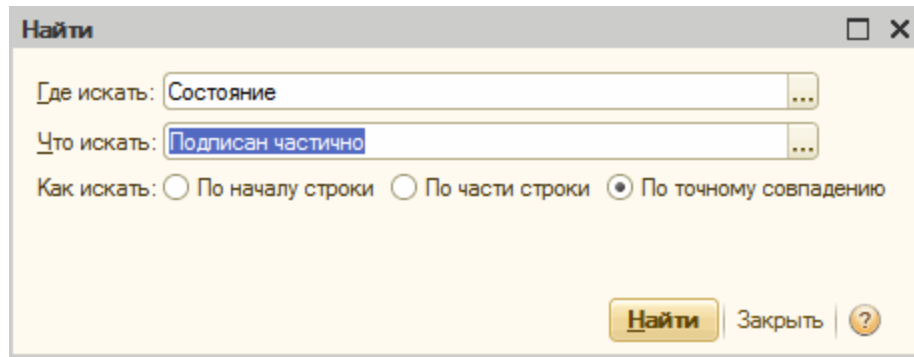 Найти
Где искать: Состояние ...
Что искать: Подписан частично ...
Как искать: По началу строки По части строки По точному совпадению
Найти Закрыть ?